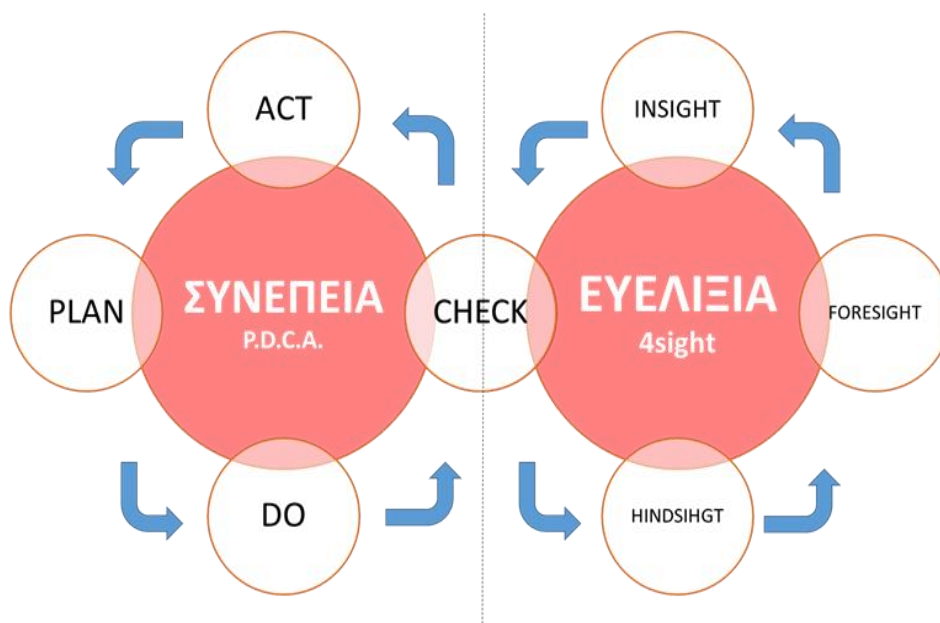 ACT
INSIGHT
PLAN
ΣΥΝΕΠΕΙΑ
P.D.C.A.
CHECK
ΕΥΕΛΙΞΙΑ
4sight
FORESIGHT
DO
HINDSIHGT